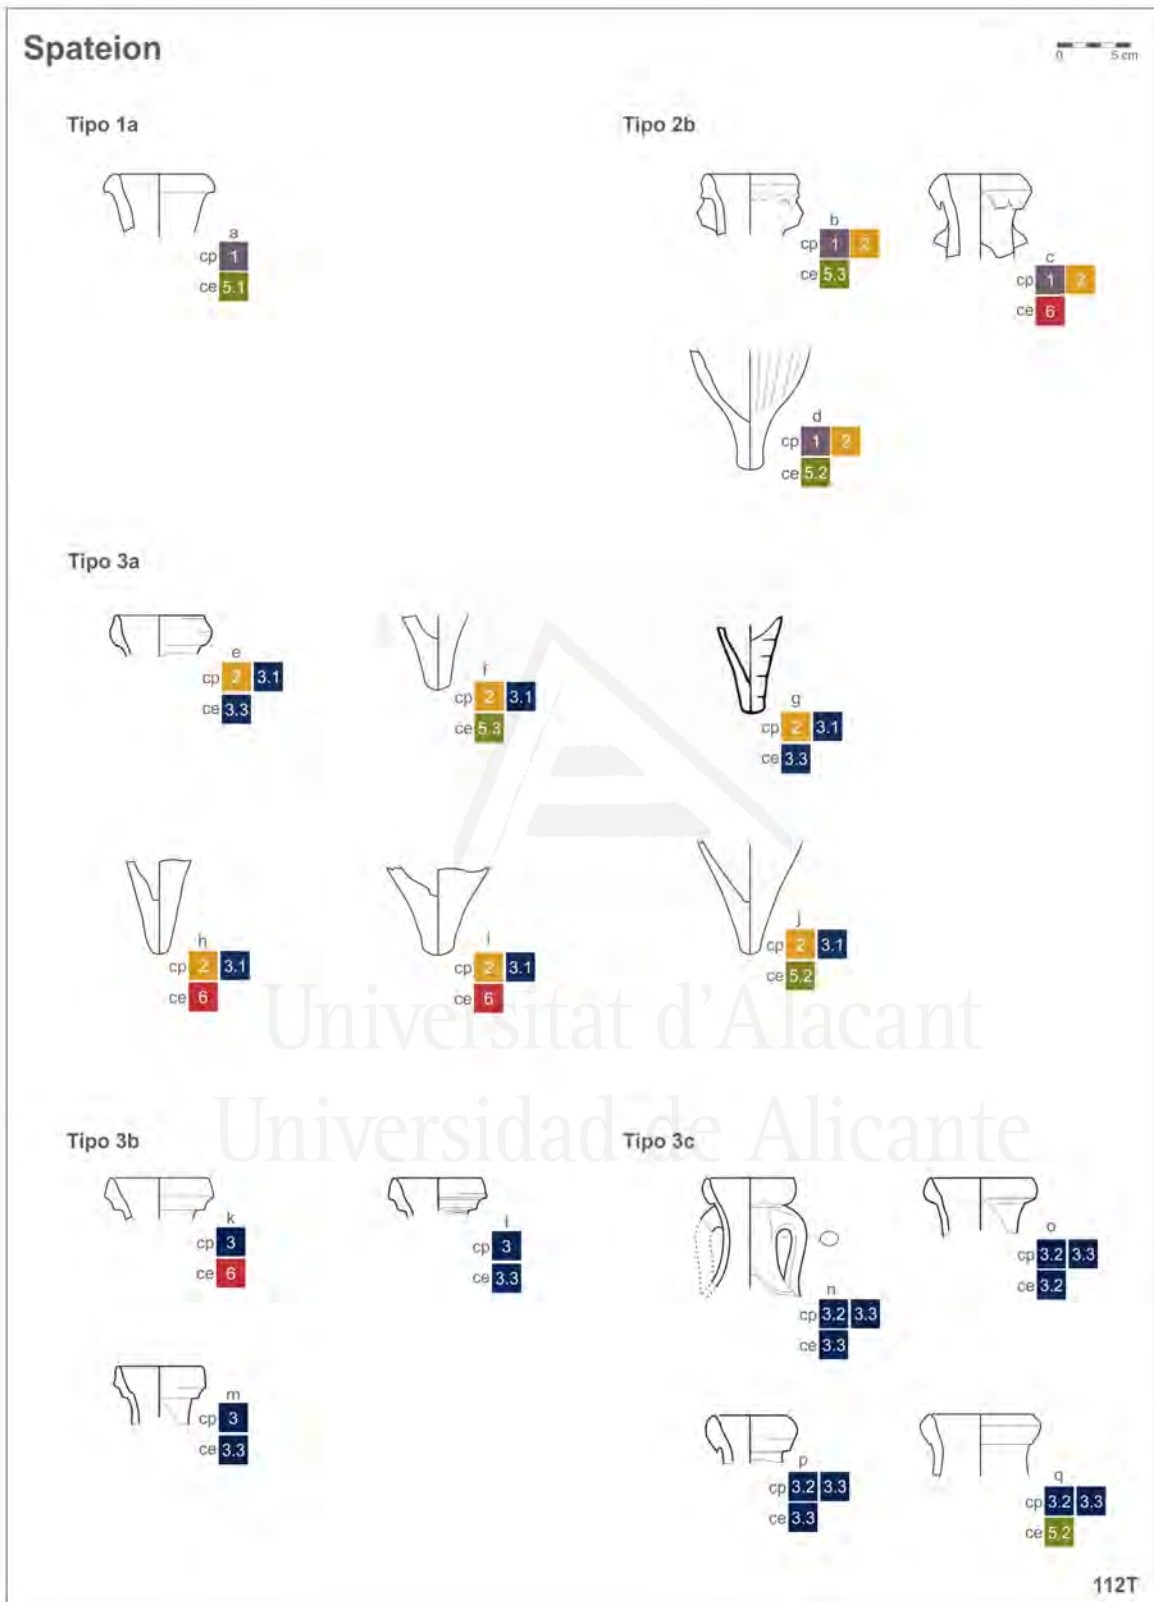 Spateion
0 5 cm
Tipo 1a
a
cp 1
ce 5.1
Tipo 2b
b
cp 1 2
ce 5.3
c
cp 1 2
ce 6
d
cp 1 2
ce 5.2
Tipo 3a
e
cp 2 3.1
ce 3.3
f
cp 2 3.1
ce 5.3
g
cp 2 3.1
ce 3.3
h
cp 2 3.1
ce 6
i
cp 2 3.1
ce 6
j
cp 2 3.1
ce 5.2
Universitat d'Alacant
Universidad de Alicante
Tipo 3b
k
cp 3
ce 6
l
cp 3
ce 3.3
m
cp 3
ce 3.3
Tipo 3c
n
cp 3.2 3.3
ce 3.3
o
cp 3.2 3.3
ce 3.2
p
cp 3.2 3.3
ce 3.3
q
cp 3.2 3.3
ce 5.2
112T